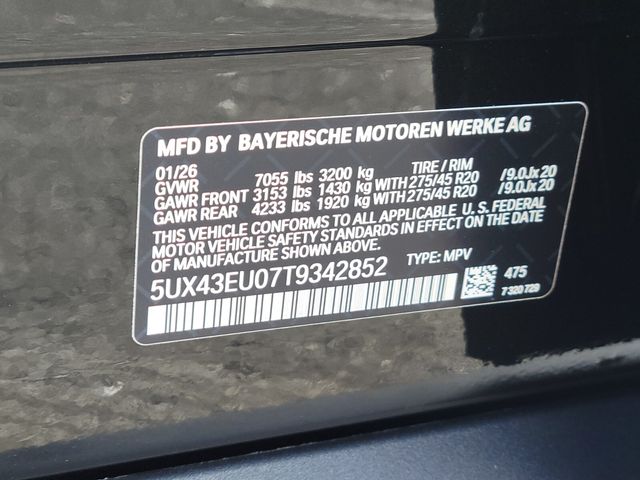 MFD BY BAYERISCHE MOTOREN WERKE AG
01/26 TIRE / RIM
GVWR 7055 lbs 3200 kg
GAWR FRONT 3153 lbs 1430 kg WITH 275/45 R20 /9.0Jx20
GAWR REAR 4233 lbs 1920 kg WITH 275/45 R20 /9.0Jx20
THIS VEHICLE CONFORMS TO ALL APPLICABLE U. S. FEDERAL
MOTOR VEHICLE SAFETY STANDARDS IN EFFECT ON THE DATE
OF MANUFACTURE SHOWN ABOVE.
5UX43EU07T9342852 TYPE: MPV
475
7 320 729